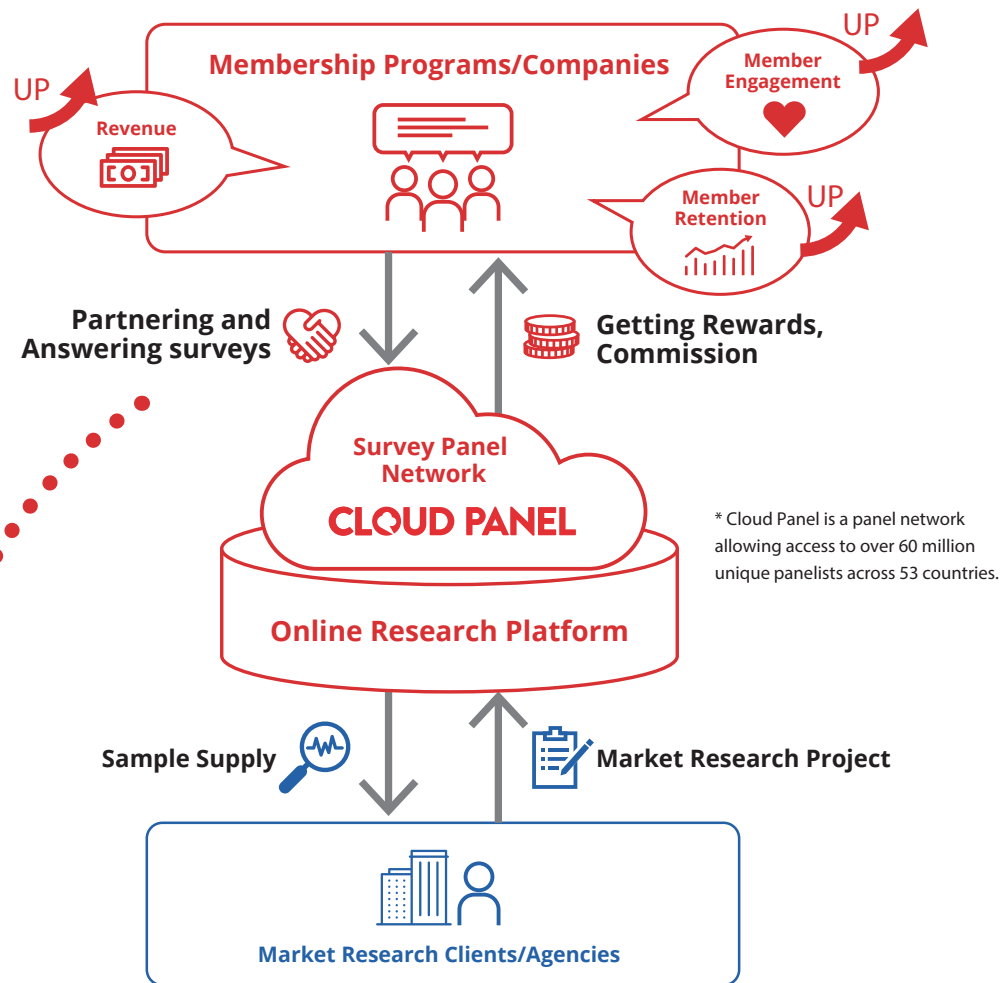 UP
Membership Programs/Companies
Member
Engagement
UP
Revenue
Member
Retention
UP
Partnering and
Answering surveys
Getting Rewards,
Commission
Survey Panel
Network
CLOUD PANEL
* Cloud Panel is a panel network
allowing access to over 60 million
unique panelists across 53 countries.
Online Research Platform
Sample Supply
Market Research Project
Market Research Clients/Agencies